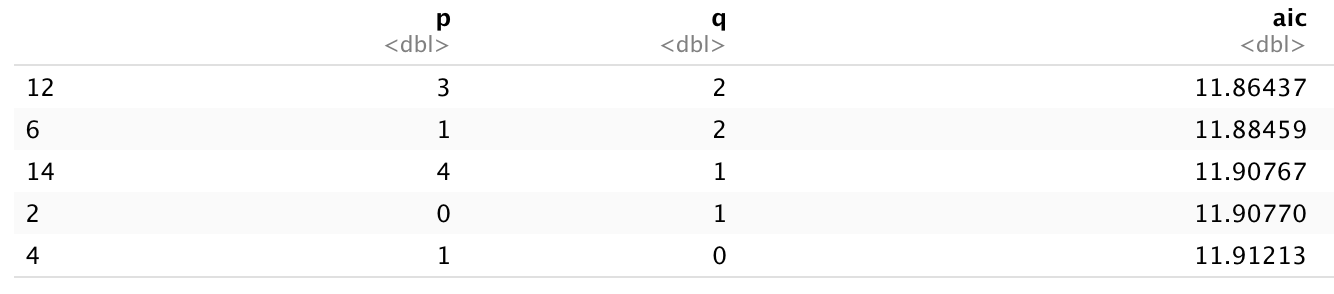 p q aic
<dbl> <dbl> <dbl>
12 3 2 11.86437
6 1 2 11.88459
14 4 1 11.90767
2 0 1 11.90770
4 1 0 11.91213